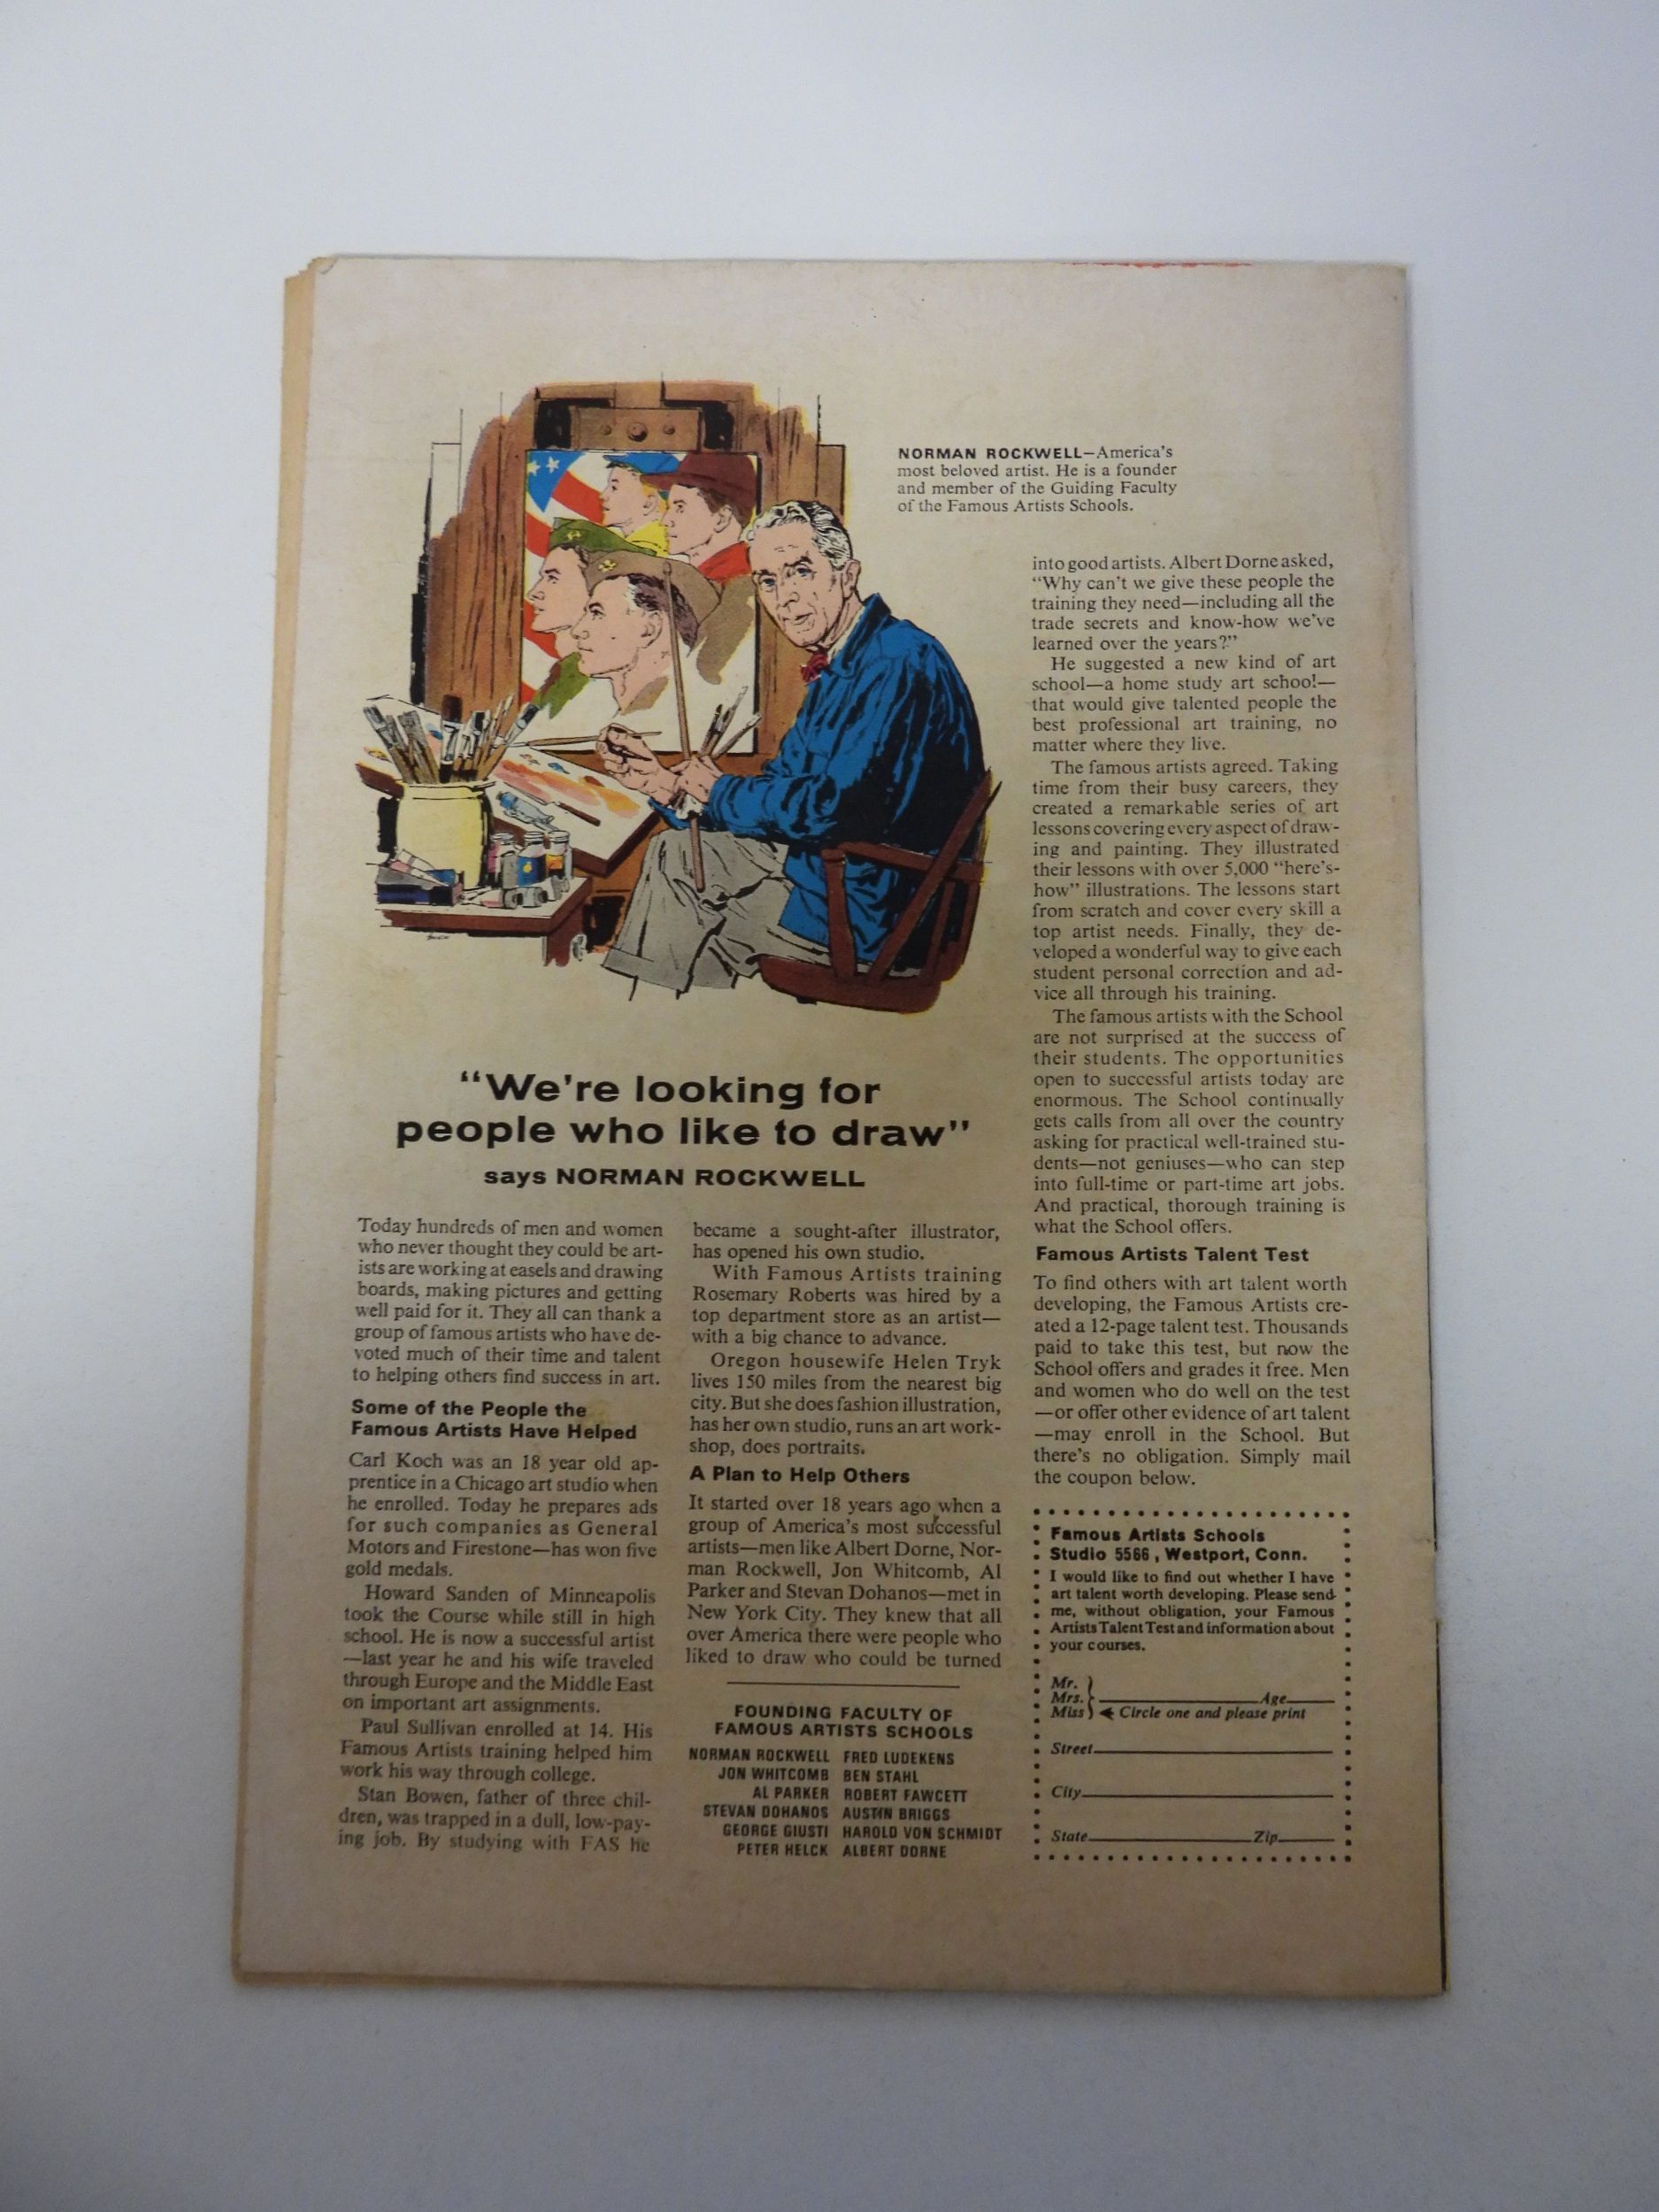 NORMAN ROCKWELL—America's
most beloved artist. He is a founder
and member of the Guiding Faculty
of the Famous Artists Schools.
"We're looking for
people who like to draw"
says NORMAN ROCKWELL
Today hundreds of men and women
who never thought they could be art-
ists are working at easels and drawing
boards, making pictures and getting
well paid for it. They all can thank a
group of famous artists who have de-
voted much of their time and talent
to helping others find success in art.
Some of the People the
Famous Artists Have Helped
Carl Koch was an 18 year old ap-
prentice in a Chicago art studio when
he enrolled. Today he prepares ads
for such companies as General
Motors and Firestone—has won five
gold medals.
Howard Sanden of Minneapolis
took the Course while still in high
school. He is now a successful artist
—last year he and his wife traveled
through Europe and the Middle East
on important art assignments.
Paul Sullivan enrolled at 14. His
Famous Artists training helped him
work his way through college.
Stan Bowen, father of three chil-
dren, was trapped in a dull, low-pay-
ing job. By studying with FAS he
became a sought-after illustrator,
has opened his own studio.
With Famous Artists training
Rosemary Roberts was hired by a
top department store as an artist—
with a big chance to advance.
Oregon housewife Helen Tryk
lives 150 miles from the nearest big
city. But she does fashion illustration,
has her own studio, runs an art work-
shop, does portraits.
A Plan to Help Others
It started over 18 years ago when a
group of America's most successful
artists—men like Albert Dorne, Nor-
man Rockwell, Jon Whitcomb, Al
Parker and Stevan Dohanos—met in
New York City. They knew that all
over America there were people who
liked to draw who could be turned
FOUNDING FACULTY OF
FAMOUS ARTISTS SCHOOLS
NORMAN ROCKWELL FRED LUDEKENS
JON WHITCOMB BEN STAHL
AL PARKER ROBERT FAWCETT
STEVAN DOHANOS AUSTIN BRIGGS
GEORGE GIUSTI HAROLD VON SCHMIDT
PETER HELCK ALBERT DORNE
into good artists. Albert Dorne asked,
"Why can't we give these people the
training they need—including all the
trade secrets and know-how we've
learned over the years?"
He suggested a new kind of art
school—a home study art school—
that would give talented people the
best professional art training, no
matter where they live.
The famous artists agreed. Taking
time from their busy careers, they
created a remarkable series of art
lessons covering every aspect of draw-
ing and painting. They illustrated
their lessons with over 5,000 "here's-
how" illustrations. The lessons start
from scratch and cover every skill a
top artist needs. Finally, they de-
veloped a wonderful way to give each
student personal correction and ad-
vice all through his training.
The famous artists with the School
are not surprised at the success of
their students. The opportunities
open to successful artists today are
enormous. The School continually
gets calls from all over the country
asking for practical well-trained stu-
dents—not geniuses—who can step
into full-time or part-time art jobs.
And practical, thorough training is
what the School offers.
Famous Artists Talent Test
To find others with art talent worth
developing, the Famous Artists cre-
ated a 12-page talent test. Thousands
paid to take this test, but now the
School offers and grades it free. Men
and women who do well on the test
—or offer other evidence of art talent
—may enroll in the School. But
there's no obligation. Simply mail
the coupon below.
Famous Artists Schools
Studio 5566, Westport, Conn.
I would like to find out whether I have
art talent worth developing. Please send
me, without obligation, your Famous
Artists Talent Test and information about
your courses.
Mr.
Mrs. Age
Miss Circle one and please print
Street
City
State Zip